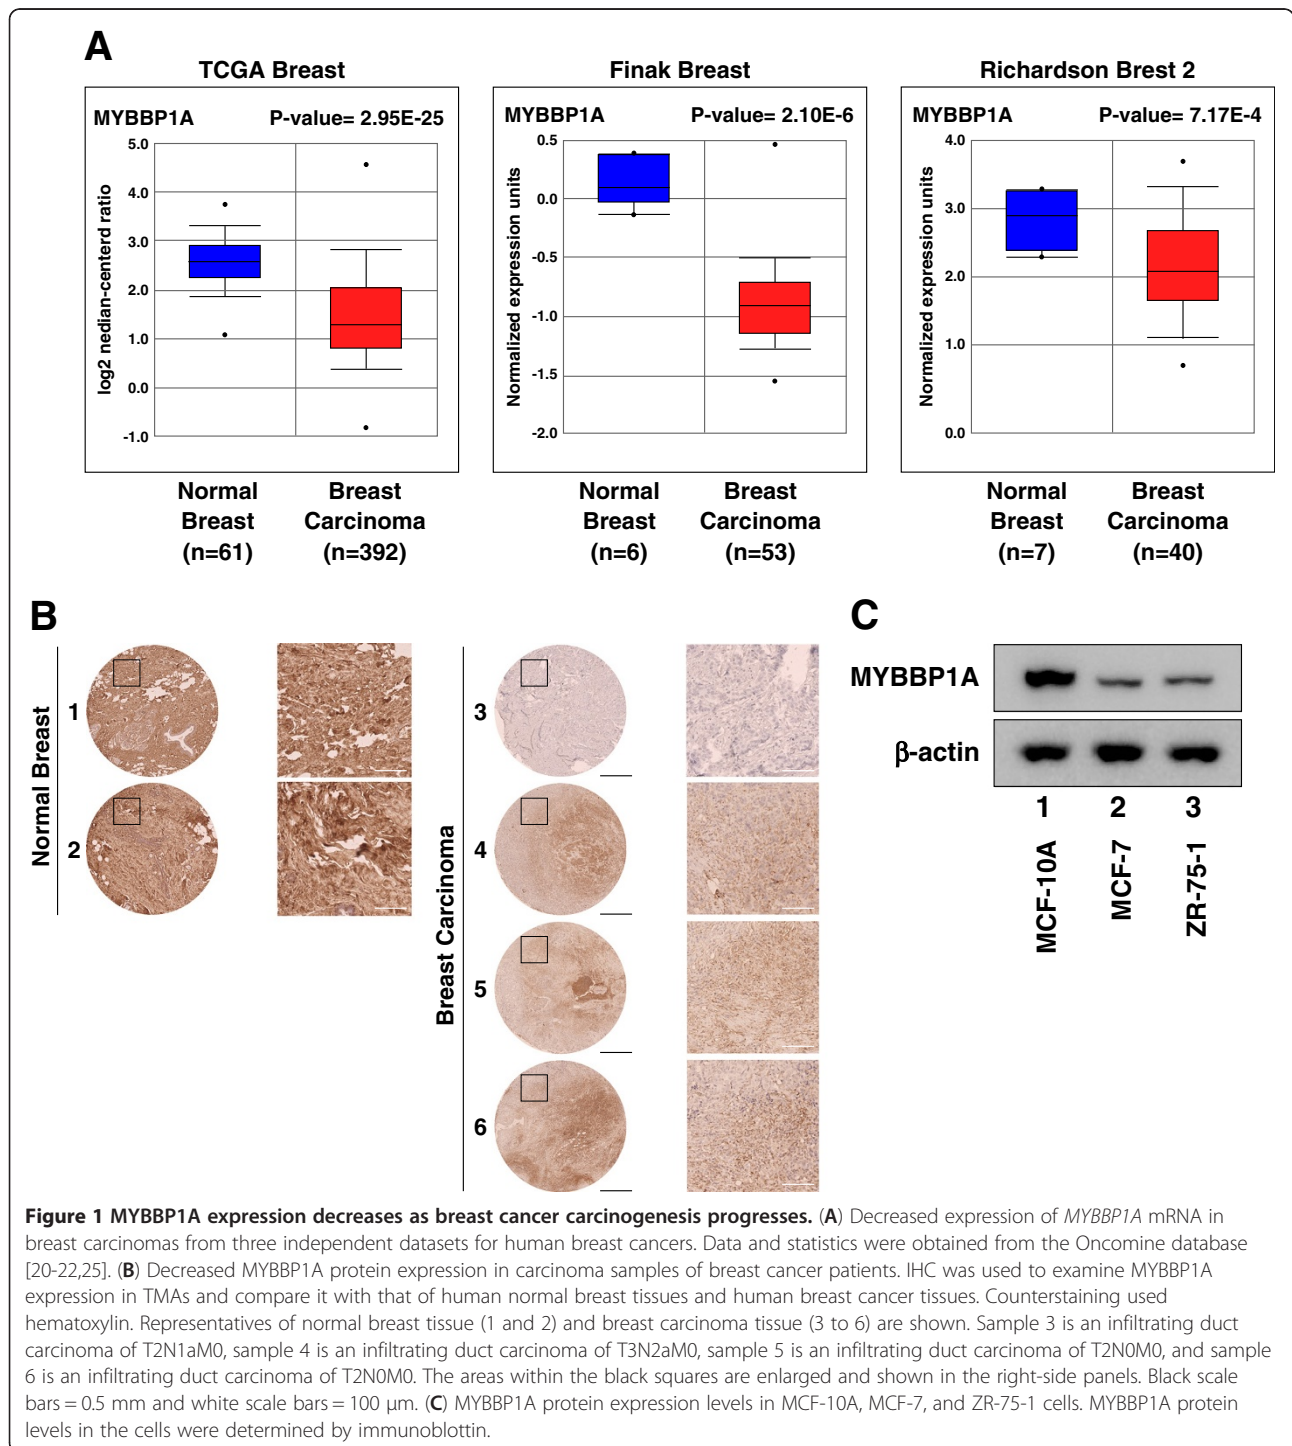 A
TCGA Breast
Finak Breast
Richardson Brest 2
MYBBP1A P-value= 2.95E-25
5.0
4.0
3.0
2.0
1.0
0.0
-1.0
log2 nedian-centerd ratio
Normal
Breast
(n=61)
Breast
Carcinoma
(n=392)
MYBBP1A P-value= 2.10E-6
0.5
0.0
-0.5
-1.0
-1.5
-2.0
Normalized expression units
Normal
Breast
(n=6)
Breast
Carcinoma
(n=53)
MYBBP1A P-value= 7.17E-4
4.0
3.0
2.0
1.0
0.0
Normalized expression units
Normal
Breast
(n=7)
Breast
Carcinoma
(n=40)
B
Normal Breast
1
2
Breast Carcinoma
3
4
5
6
C
MYBBP1A
β-actin
1 2 3
MCF-10A
MCF-7
ZR-75-1
Figure 1 MYBBP1A expression decreases as breast cancer carcinogenesis progresses. (A) Decreased expression of MYBBP1A mRNA in
breast carcinomas from three independent datasets for human breast cancers. Data and statistics were obtained from the Oncomine database
[20-22,25]. (B) Decreased MYBBP1A protein expression in carcinoma samples of breast cancer patients. IHC was used to examine MYBBP1A
expression in TMAs and compare it with that of human normal breast tissues and human breast cancer tissues. Counterstaining used
hematoxylin. Representatives of normal breast tissue (1 and 2) and breast carcinoma tissue (3 to 6) are shown. Sample 3 is an infiltrating duct
carcinoma of T2N1aM0, sample 4 is an infiltrating duct carcinoma of T3N2aM0, sample 5 is an infiltrating duct carcinoma of T2N0M0, and sample
6 is an infiltrating duct carcinoma of T2N0M0. The areas within the black squares are enlarged and shown in the right-side panels. Black scale
bars = 0.5 mm and white scale bars = 100 μm. (C) MYBBP1A protein expression levels in MCF-10A, MCF-7, and ZR-75-1 cells. MYBBP1A protein
levels in the cells were determined by immunoblottin.